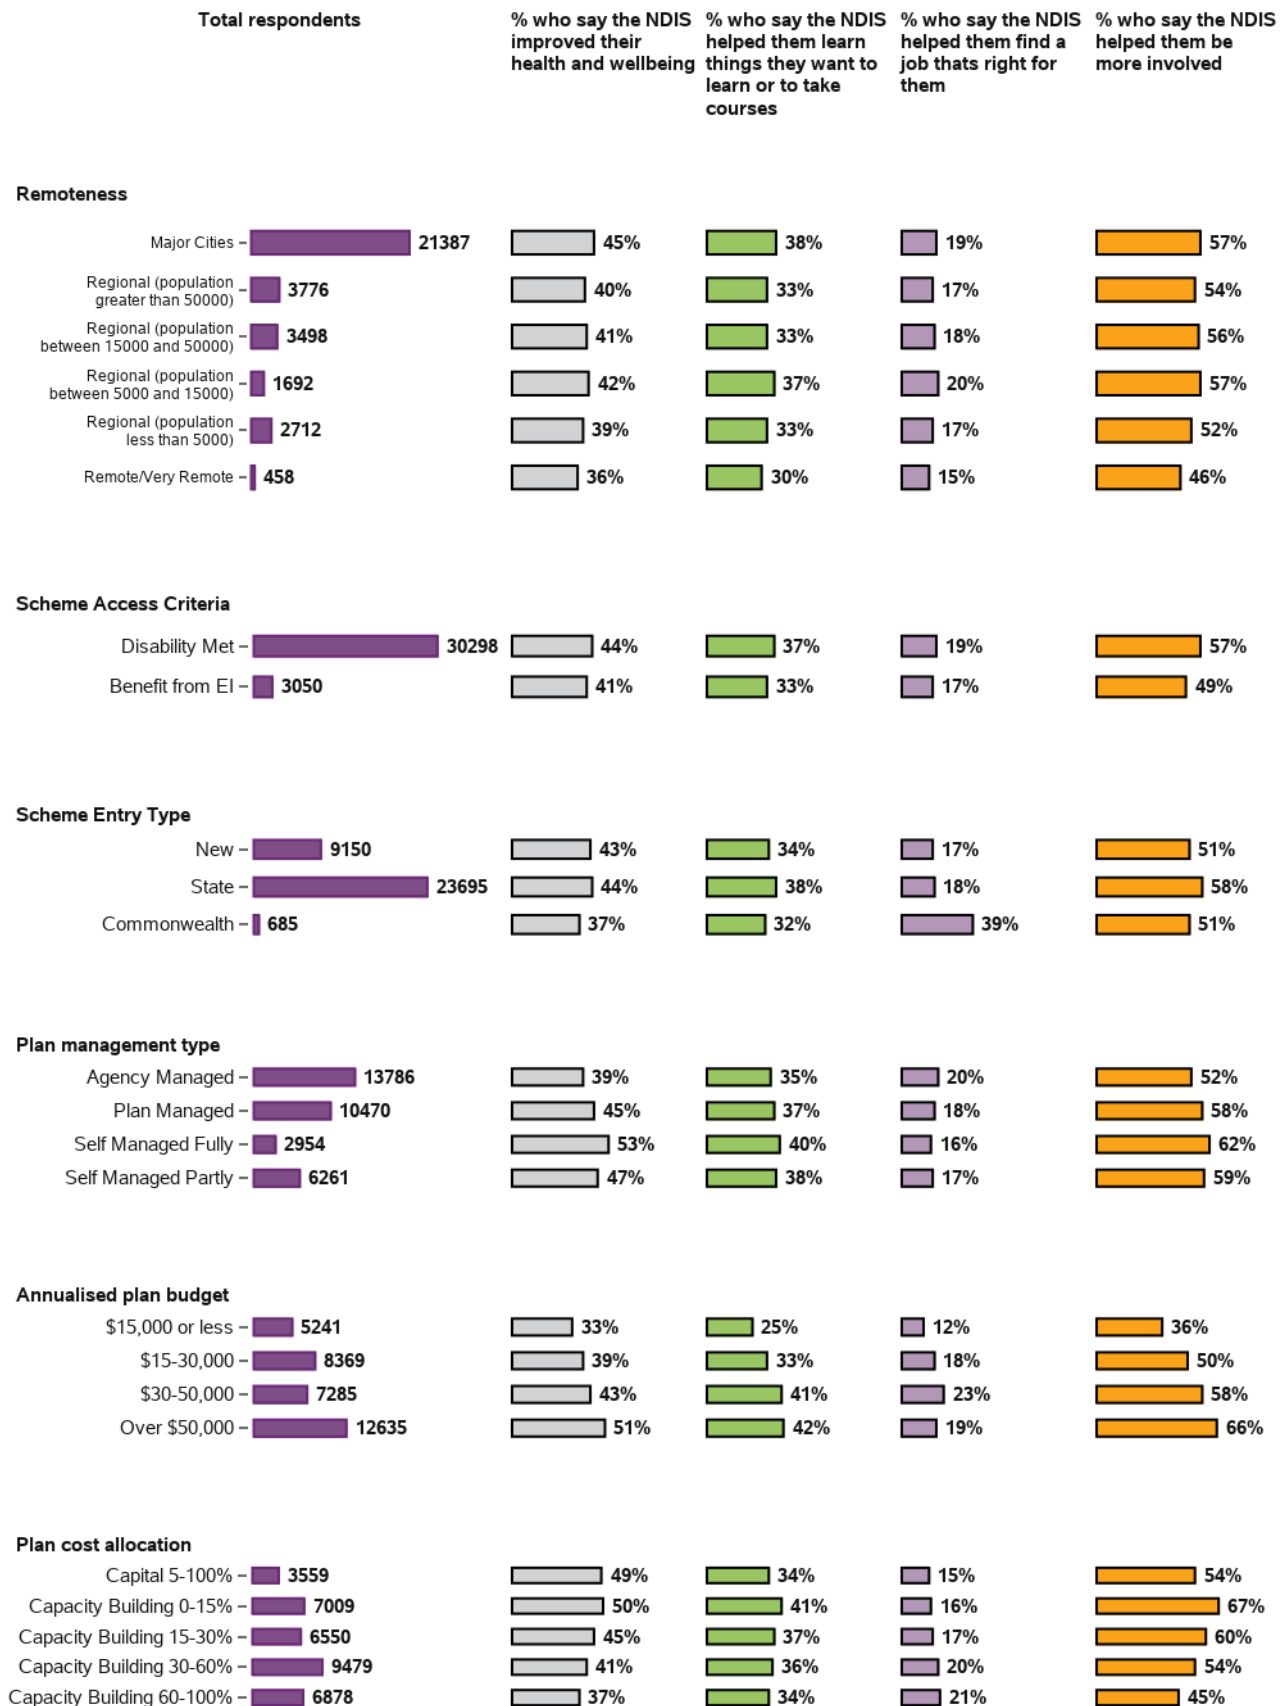 Total respondents
% who say the NDIS improved their health and wellbeing
% who say the NDIS helped them learn things they want to learn or to take courses
% who say the NDIS helped them find a job thats right for them
% who say the NDIS helped them be more involved
Remoteness
Major Cities 21387 45% 38% 19% 57%
Regional (population greater than 50000) 3776 40% 33% 17% 54%
Regional (population between 15000 and 50000) 3498 41% 33% 18% 56%
Regional (population between 5000 and 15000) 1692 42% 37% 20% 57%
Regional (population less than 5000) 2712 39% 33% 17% 52%
Remote/Very Remote 458 36% 30% 15% 46%
Scheme Access Criteria
Disability Met 30298 44% 37% 19% 57%
Benefit from EI 3050 41% 33% 17% 49%
Scheme Entry Type
New 9150 43% 34% 17% 51%
State 23695 44% 38% 18% 58%
Commonwealth 685 37% 32% 39% 51%
Plan management type
Agency Managed 13786 39% 35% 20% 52%
Plan Managed 10470 45% 37% 18% 58%
Self Managed Fully 2954 53% 40% 16% 62%
Self Managed Partly 6261 47% 38% 17% 59%
Annualised plan budget
$15,000 or less 5241 33% 25% 12% 36%
$15-30,000 8369 39% 33% 18% 50%
$30-50,000 7285 43% 41% 23% 58%
Over $50,000 12635 51% 42% 19% 66%
Plan cost allocation
Capital 5-100% 3559 49% 34% 15% 54%
Capacity Building 0-15% 7009 50% 41% 16% 67%
Capacity Building 15-30% 6550 45% 37% 17% 60%
Capacity Building 30-60% 9479 41% 36% 20% 54%
Capacity Building 60-100% 6878 37% 34% 21% 45%